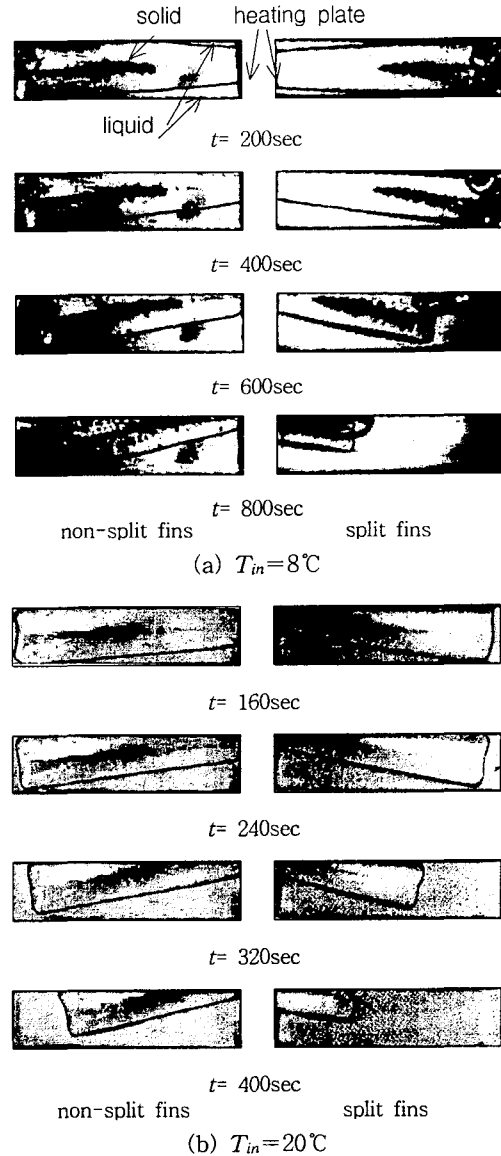 solid heating plate
liquid
t= 200sec
t= 400sec
t= 600sec
t= 800sec
non-split fins split fins
(a) Tin=8℃
t= 160sec
t= 240sec
t= 320sec
t= 400sec
non-split fins split fins
(b) Tin=20℃